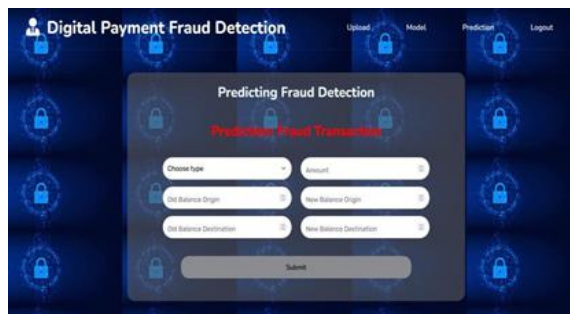 Digital Payment Fraud Detection
Upload Model Prediction Logout
Predicting Fraud Detection
Prediction: Fraud Transaction
Choose type Amount
Old Balance Origin New Balance Origin
Old Balance Destination New Balance Destination
Submit